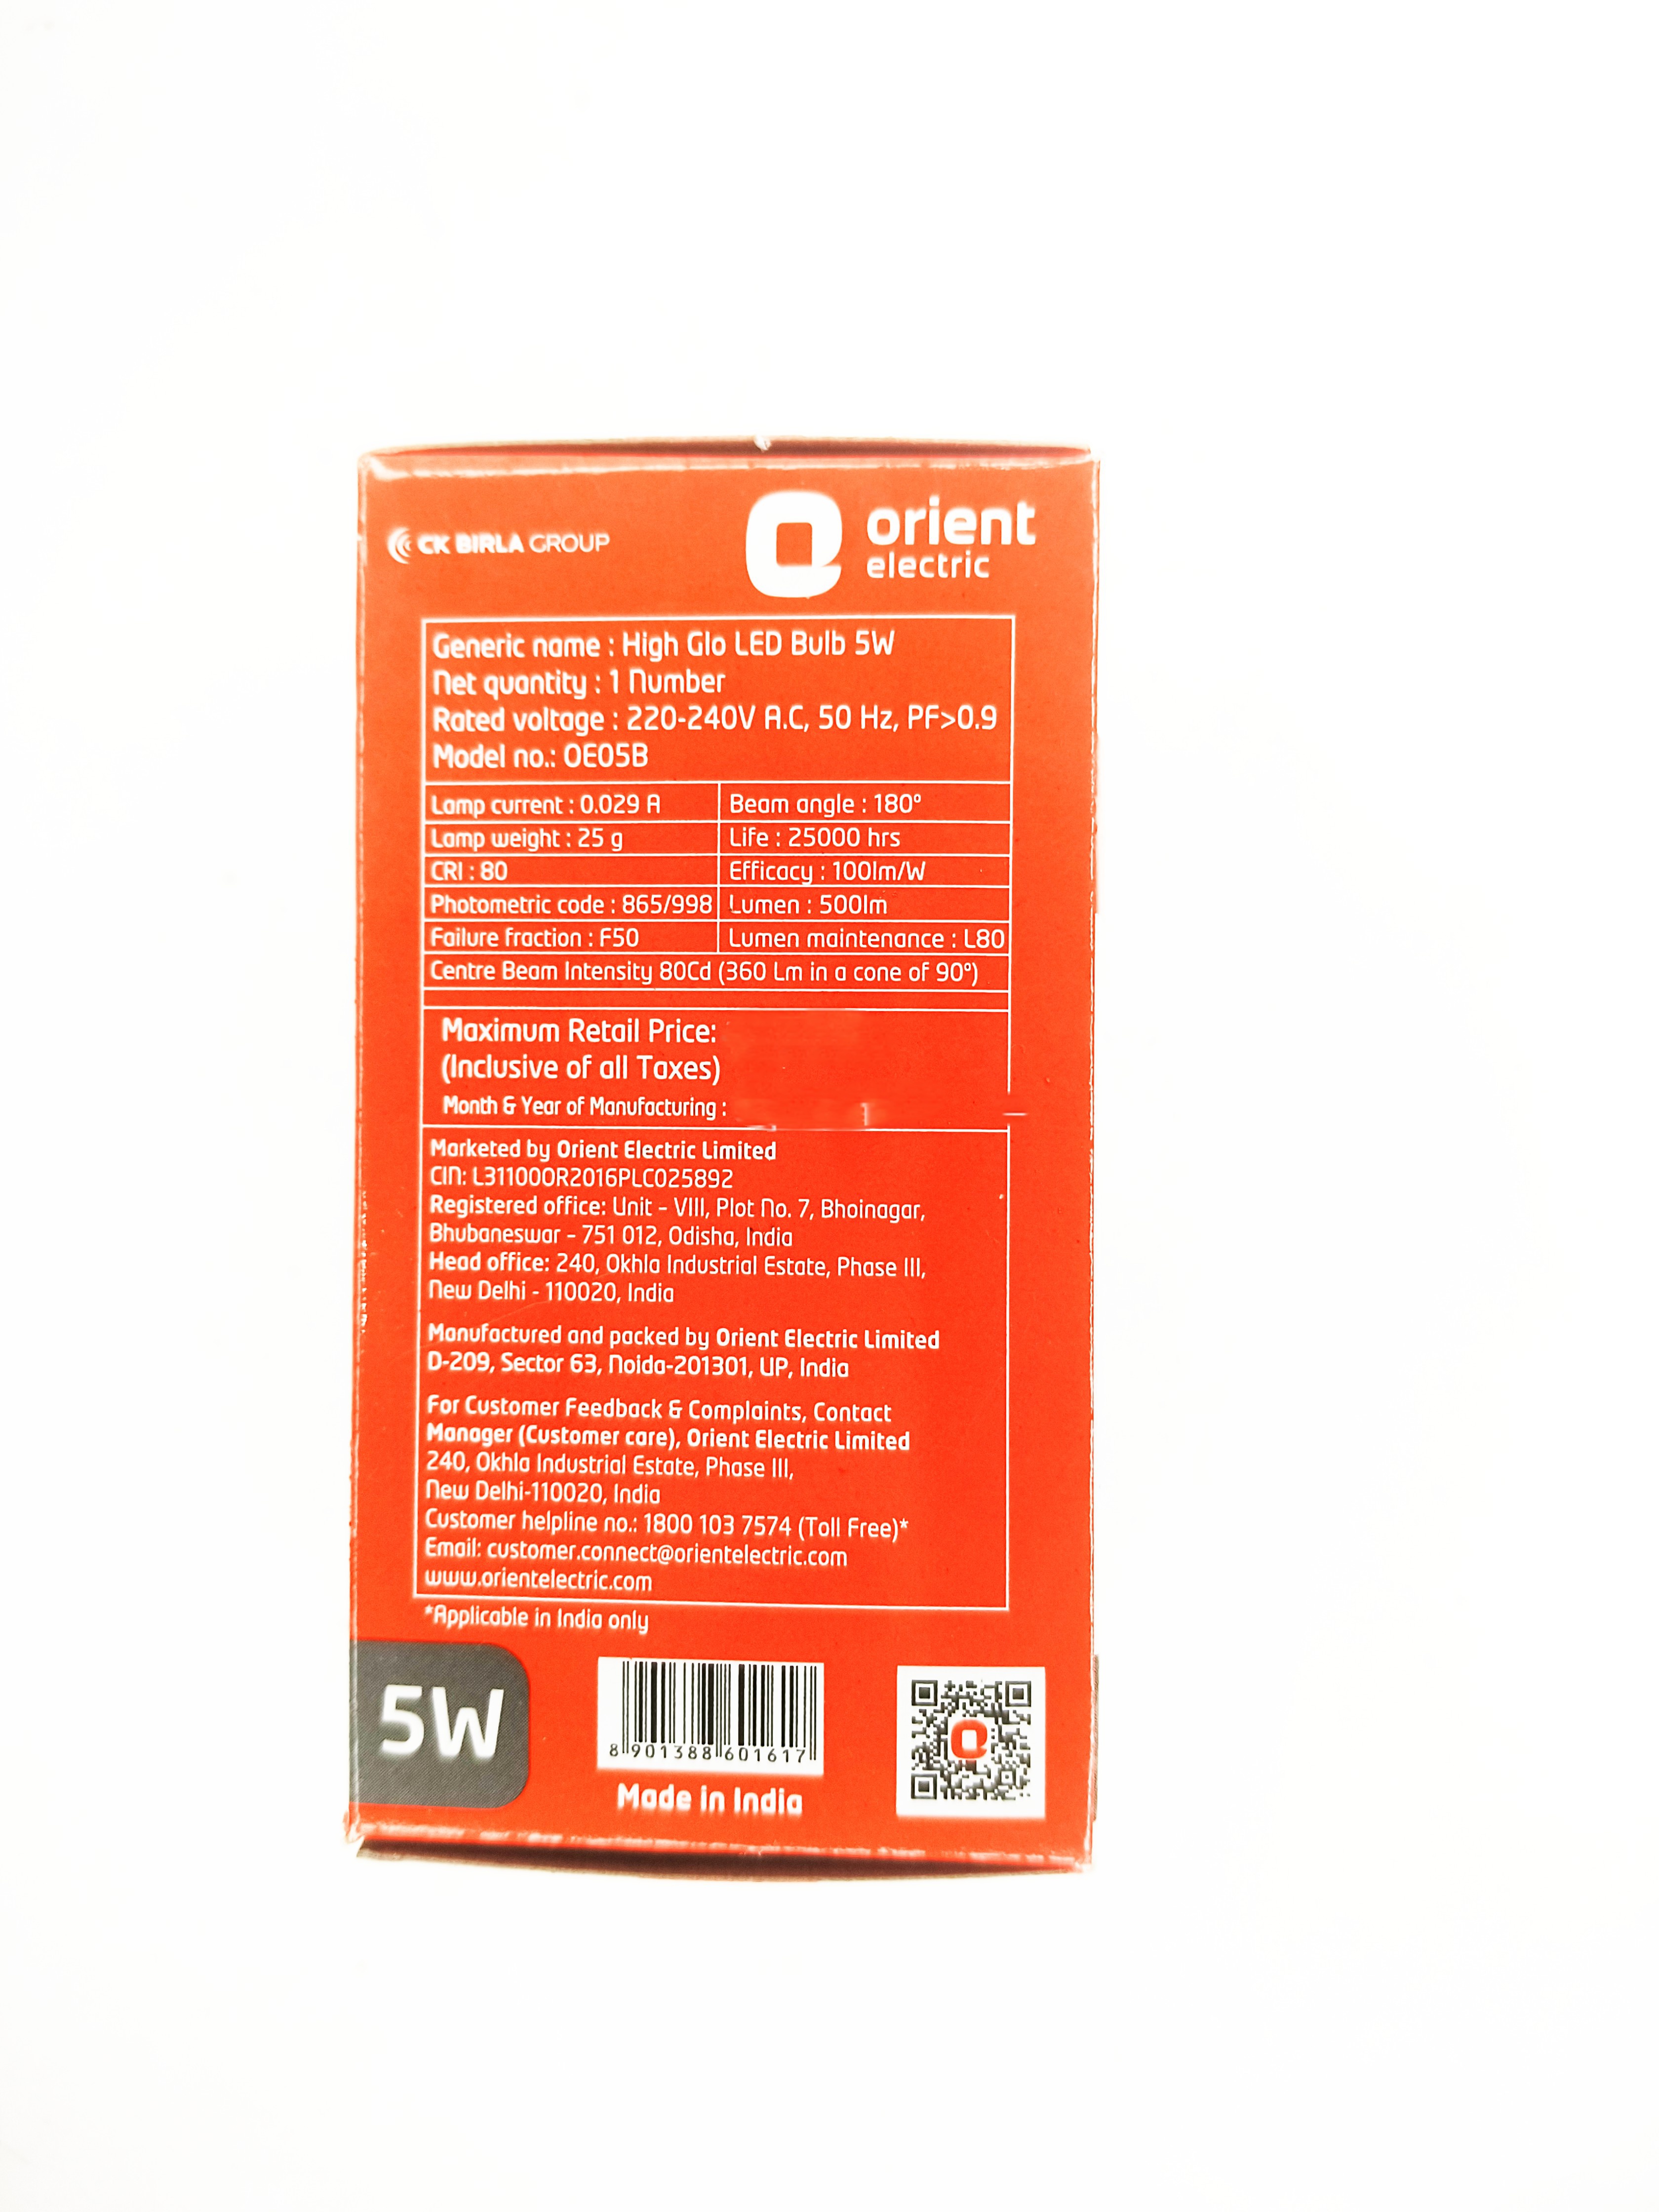 CK BIRLA GROUP
orient
electric
Generic name : High Glo LED Bulb 5W
Net quantity : 1 Number
Rated voltage : 220-240V A.C, 50 Hz, PF>0.9
Model no.: OE05B
Lamp current : 0.029 A Beam angle : 180°
Lamp weight : 25 g Life : 25000 hrs
CRI : 80 Efficacy : 100lm/W
Photometric code : 865/998 Lumen : 500lm
Failure fraction : F50 Lumen maintenance : L80
Centre Beam Intensity 80Cd (360 Lm in a cone of 90°)
Maximum Retail Price:
(Inclusive of all Taxes)
Month & Year of Manufacturing :
Marketed by Orient Electric Limited
CIN: L311000R2016PLC025892
Registered office: Unit - VIII, Plot No. 7, Bhoinagar,
Bhubaneswar - 751 012, Odisha, India
Head office: 240, Okhla Industrial Estate, Phase III,
New Delhi - 110020, India
Manufactured and packed by Orient Electric Limited
D-209, Sector 63, Noida-201301, UP, India
For Customer Feedback & Complaints, Contact
Manager (Customer care), Orient Electric Limited
240, Okhla Industrial Estate, Phase III,
New Delhi-110020, India
Customer helpline no.: 1800 103 7574 (Toll Free)*
Email: customer.connect@orientelectric.com
www.orientelectric.com
*Applicable in India only
5W
8 901388 601617
Made in India